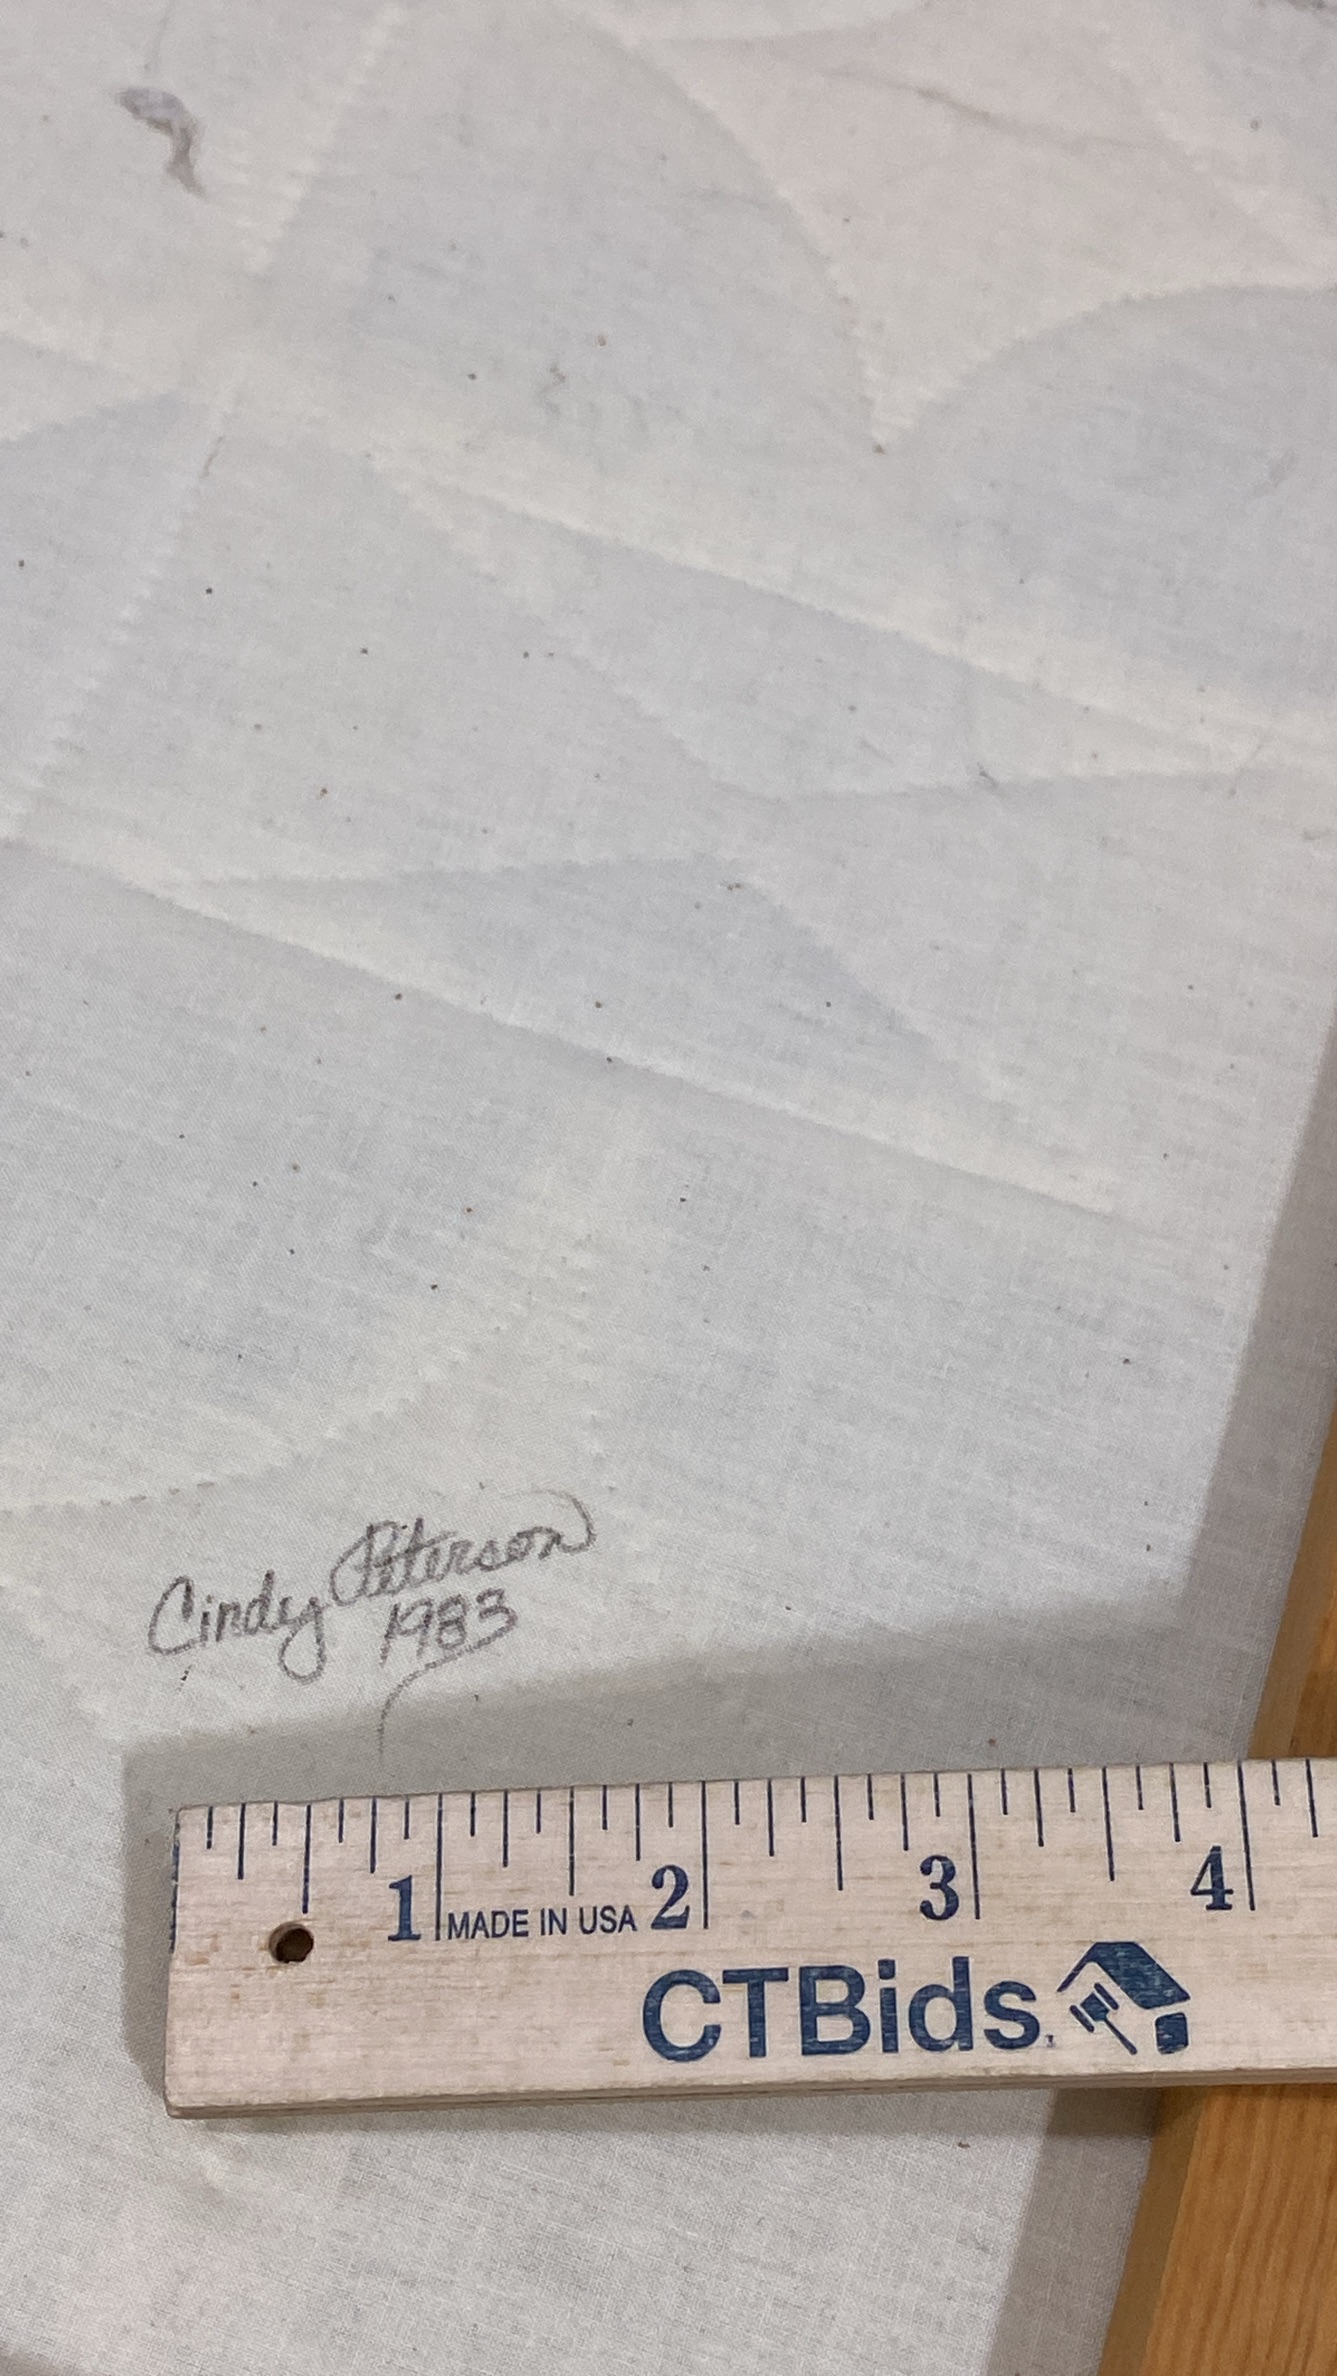 Cindy Peterson
1983
1 MADE IN USA 2 3 4
CTBids.